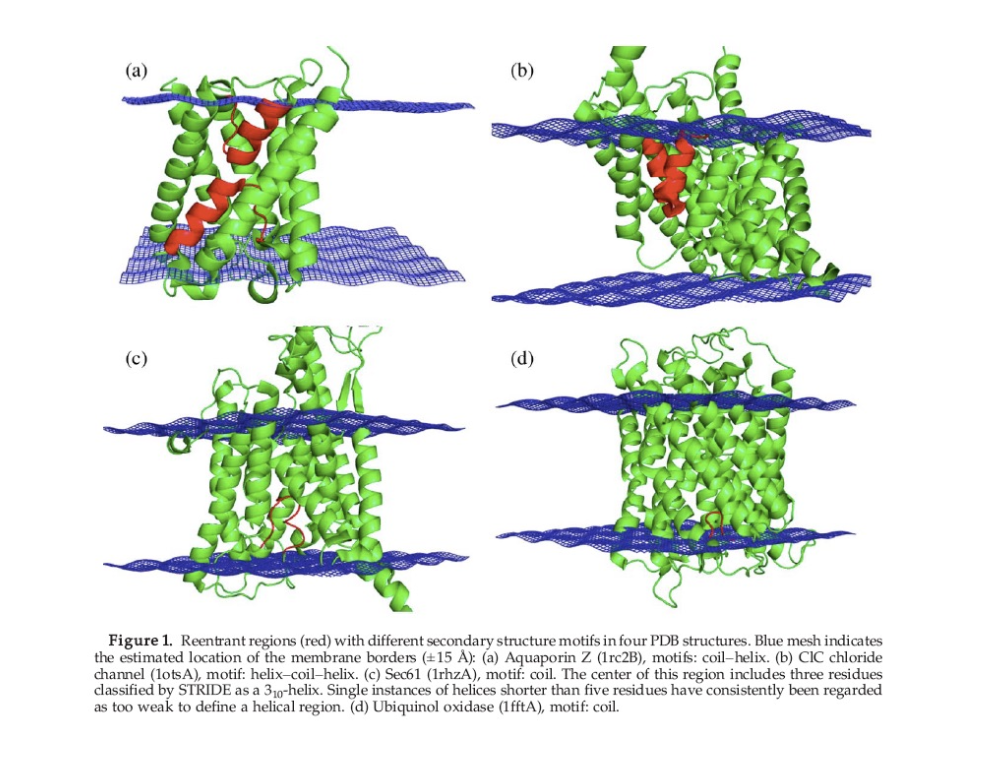 (a)
(b)
(c)
(d)
Figure 1. Reentrant regions (red) with different secondary structure motifs in four PDB structures. Blue mesh indicates
the estimated location of the membrane borders (±15 Å): (a) Aquaporin Z (1rc2B), motifs: coil–helix. (b) ClC chloride
channel (1otsA), motif: helix–coil–helix. (c) Sec61 (1rhzA), motif: coil. The center of this region includes three residues
classified by STRIDE as a 3₁₀-helix. Single instances of helices shorter than five residues have consistently been regarded
as too weak to define a helical region. (d) Ubiquinol oxidase (1fftA), motif: coil.